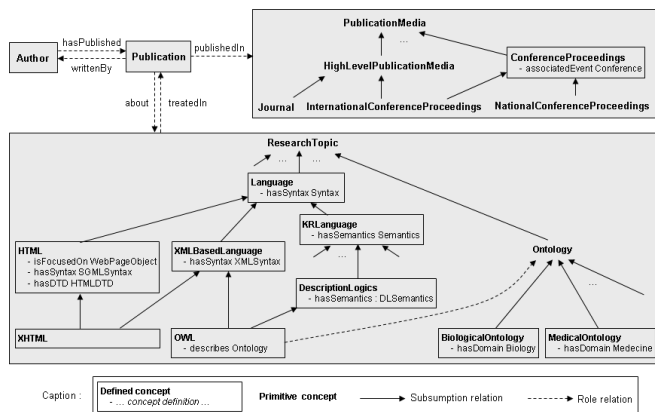 PublicationMedia
...
hasPublished
Author
Publication
publishedIn
writtenBy
HighLevelPublicationMedia
ConferenceProceedings
- associatedEvent Conference
about
treatedIn
Journal
InternationalConferenceProceedings
NationalConferenceProceedings
ResearchTopic
... ...
Language
- hasSyntax Syntax
KRLanguage
- hasSemantics Semantics
HTML
- isFocusedOn WebPageObject
- hasSyntax SGMLSyntax
- hasDTD HTMLDTD
XMLBasedLanguage
- hasSyntax XMLSyntax
Ontology
...
DescriptionLogics
- hasSemantics : DLSemantics
...
XHTML
OWL
- describes Ontology
BiologicalOntology
- hasDomain Biology
MedicalOntology
- hasDomain Medecine
Caption :
Defined concept
- ... concept definition ...
Primitive concept
Subsumption relation
Role relation